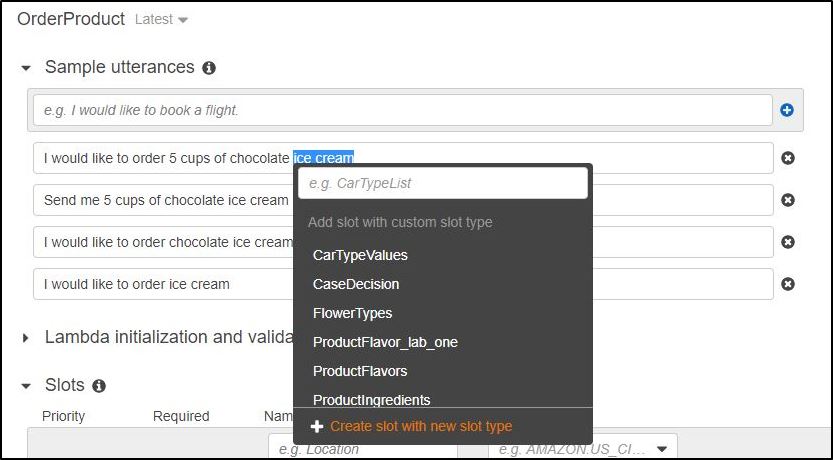 OrderProduct Latest
Sample utterances
e.g. I would like to book a flight.
I would like to order 5 cups of chocolate ice cream
e.g. CarTypeList
Send me 5 cups of chocolate ice cream
Add slot with custom slot type
I would like to order chocolate ice cream
CarTypeValues
CaseDecision
I would like to order ice cream
FlowerTypes
Lambda initialization and valida
ProductFlavor_lab_one
ProductFlavors
Slots
ProductIngredients
Priority Required Nam
Create slot with new slot type
e.g. Location e.g. AMAZON.US_CI...